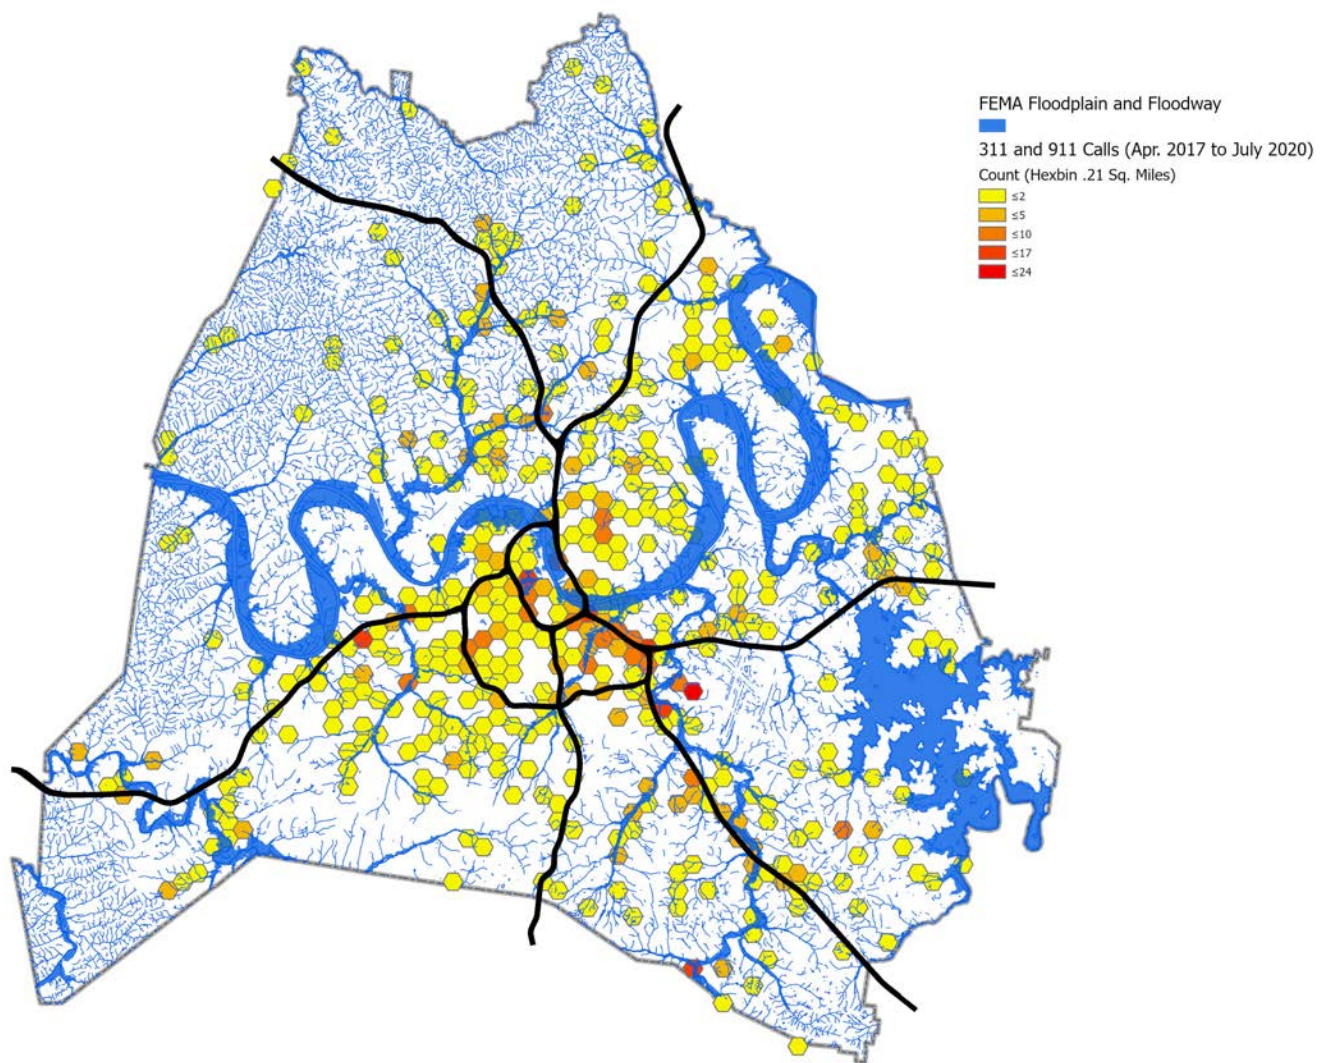 FEMA Floodplain and Floodway
311 and 911 Calls (Apr. 2017 to July 2020)
Count (Hexbin .21 Sq. Miles)
≤2
≤5
≤10
≤17
≤24